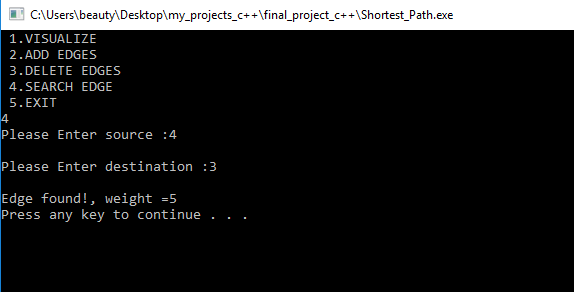 C:\Users\beauty\Desktop\my_projects_c++\final_project_c++\Shortest_Path.exe
1.VISUALIZE
2.ADD EDGES
3.DELETE EDGES
4.SEARCH EDGE
5.EXIT
4
Please Enter source :4
Please Enter destination :3
Edge found!, weight =5
Press any key to continue . . .